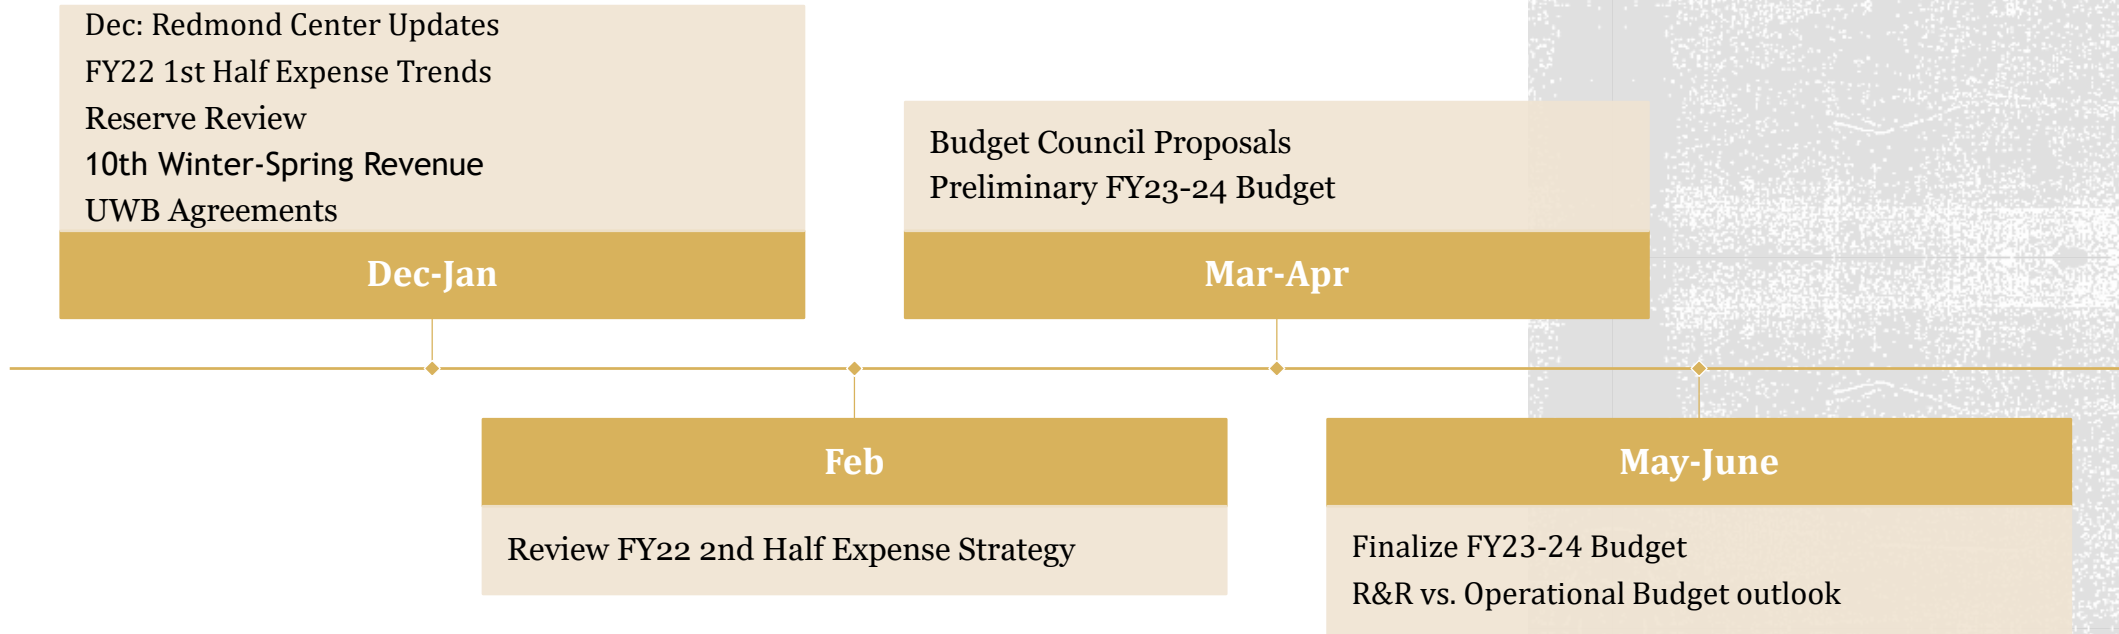 Dec: Redmond Center Updates
FY22 1st Half Expense Trends
Reserve Review
10th Winter-Spring Revenue
UWB Agreements
Dec-Jan
Feb
Review FY22 2nd Half Expense Strategy
Budget Council Proposals
Preliminary FY23-24 Budget
Mar-Apr
May-June
Finalize FY23-24 Budget
R&R vs. Operational Budget outlook